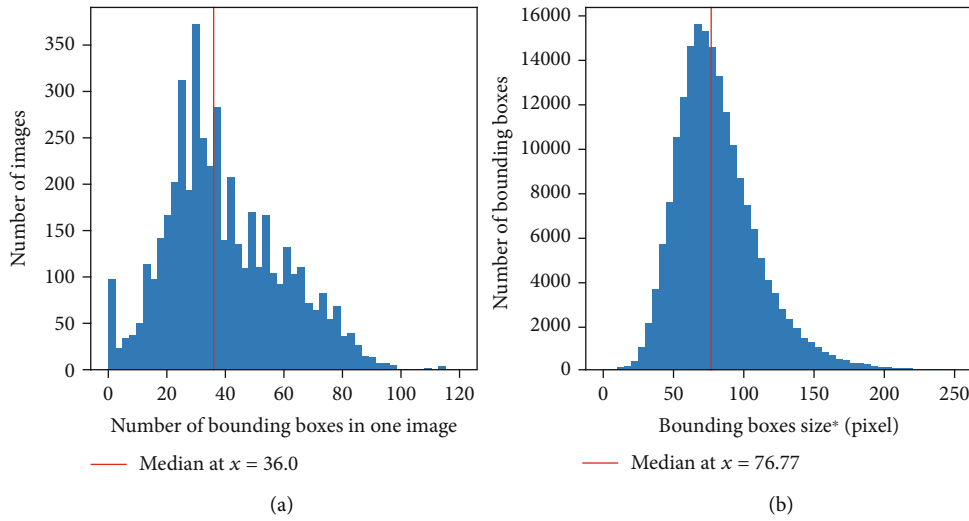 350
300
250
200
150
100
50
0
Number of images
0 20 40 60 80 100 120
Number of bounding boxes in one image
Median at x = 36.0
(a)
16000
14000
12000
10000
8000
6000
4000
2000
0
Number of bounding boxes
0 50 100 150 200 250
Bounding boxes size* (pixel)
Median at x = 76.77
(b)